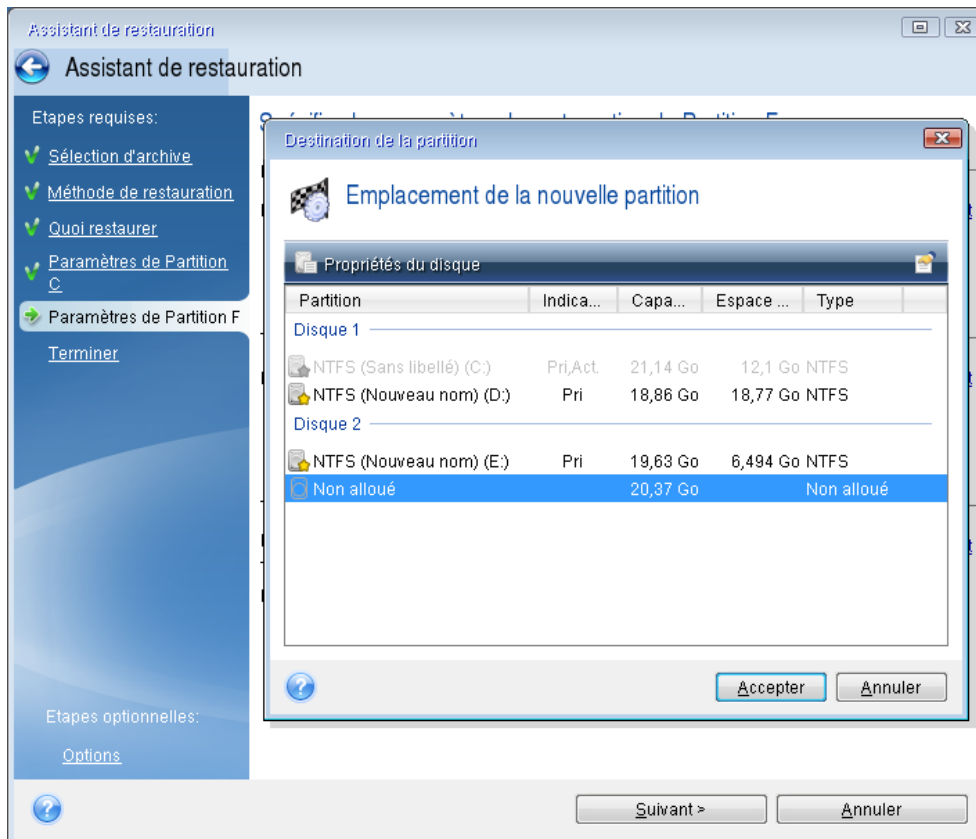 Assistant de restauration
Assistant de restauration
Etapes requises:
Sélection d'archive
Méthode de restauration
Quoi restaurer
Paramètres de Partition
C
Paramètres de Partition F
Terminer
Etapes optionnelles:
Options
Destination de la partition
Emplacement de la nouvelle partition
Propriétés du disque
Partition Indica... Capa... Espace ... Type
Disque 1
NTFS (Sans libellé) (C:) Pri,Act. 21,14 Go 12,1 Go NTFS
NTFS (Nouveau nom) (D:) Pri 18,86 Go 18,77 Go NTFS
Disque 2
NTFS (Nouveau nom) (E:) Pri 19,63 Go 6,494 Go NTFS
Non alloué 20,37 Go Non alloué
Accepter Annuler
Suivant > Annuler